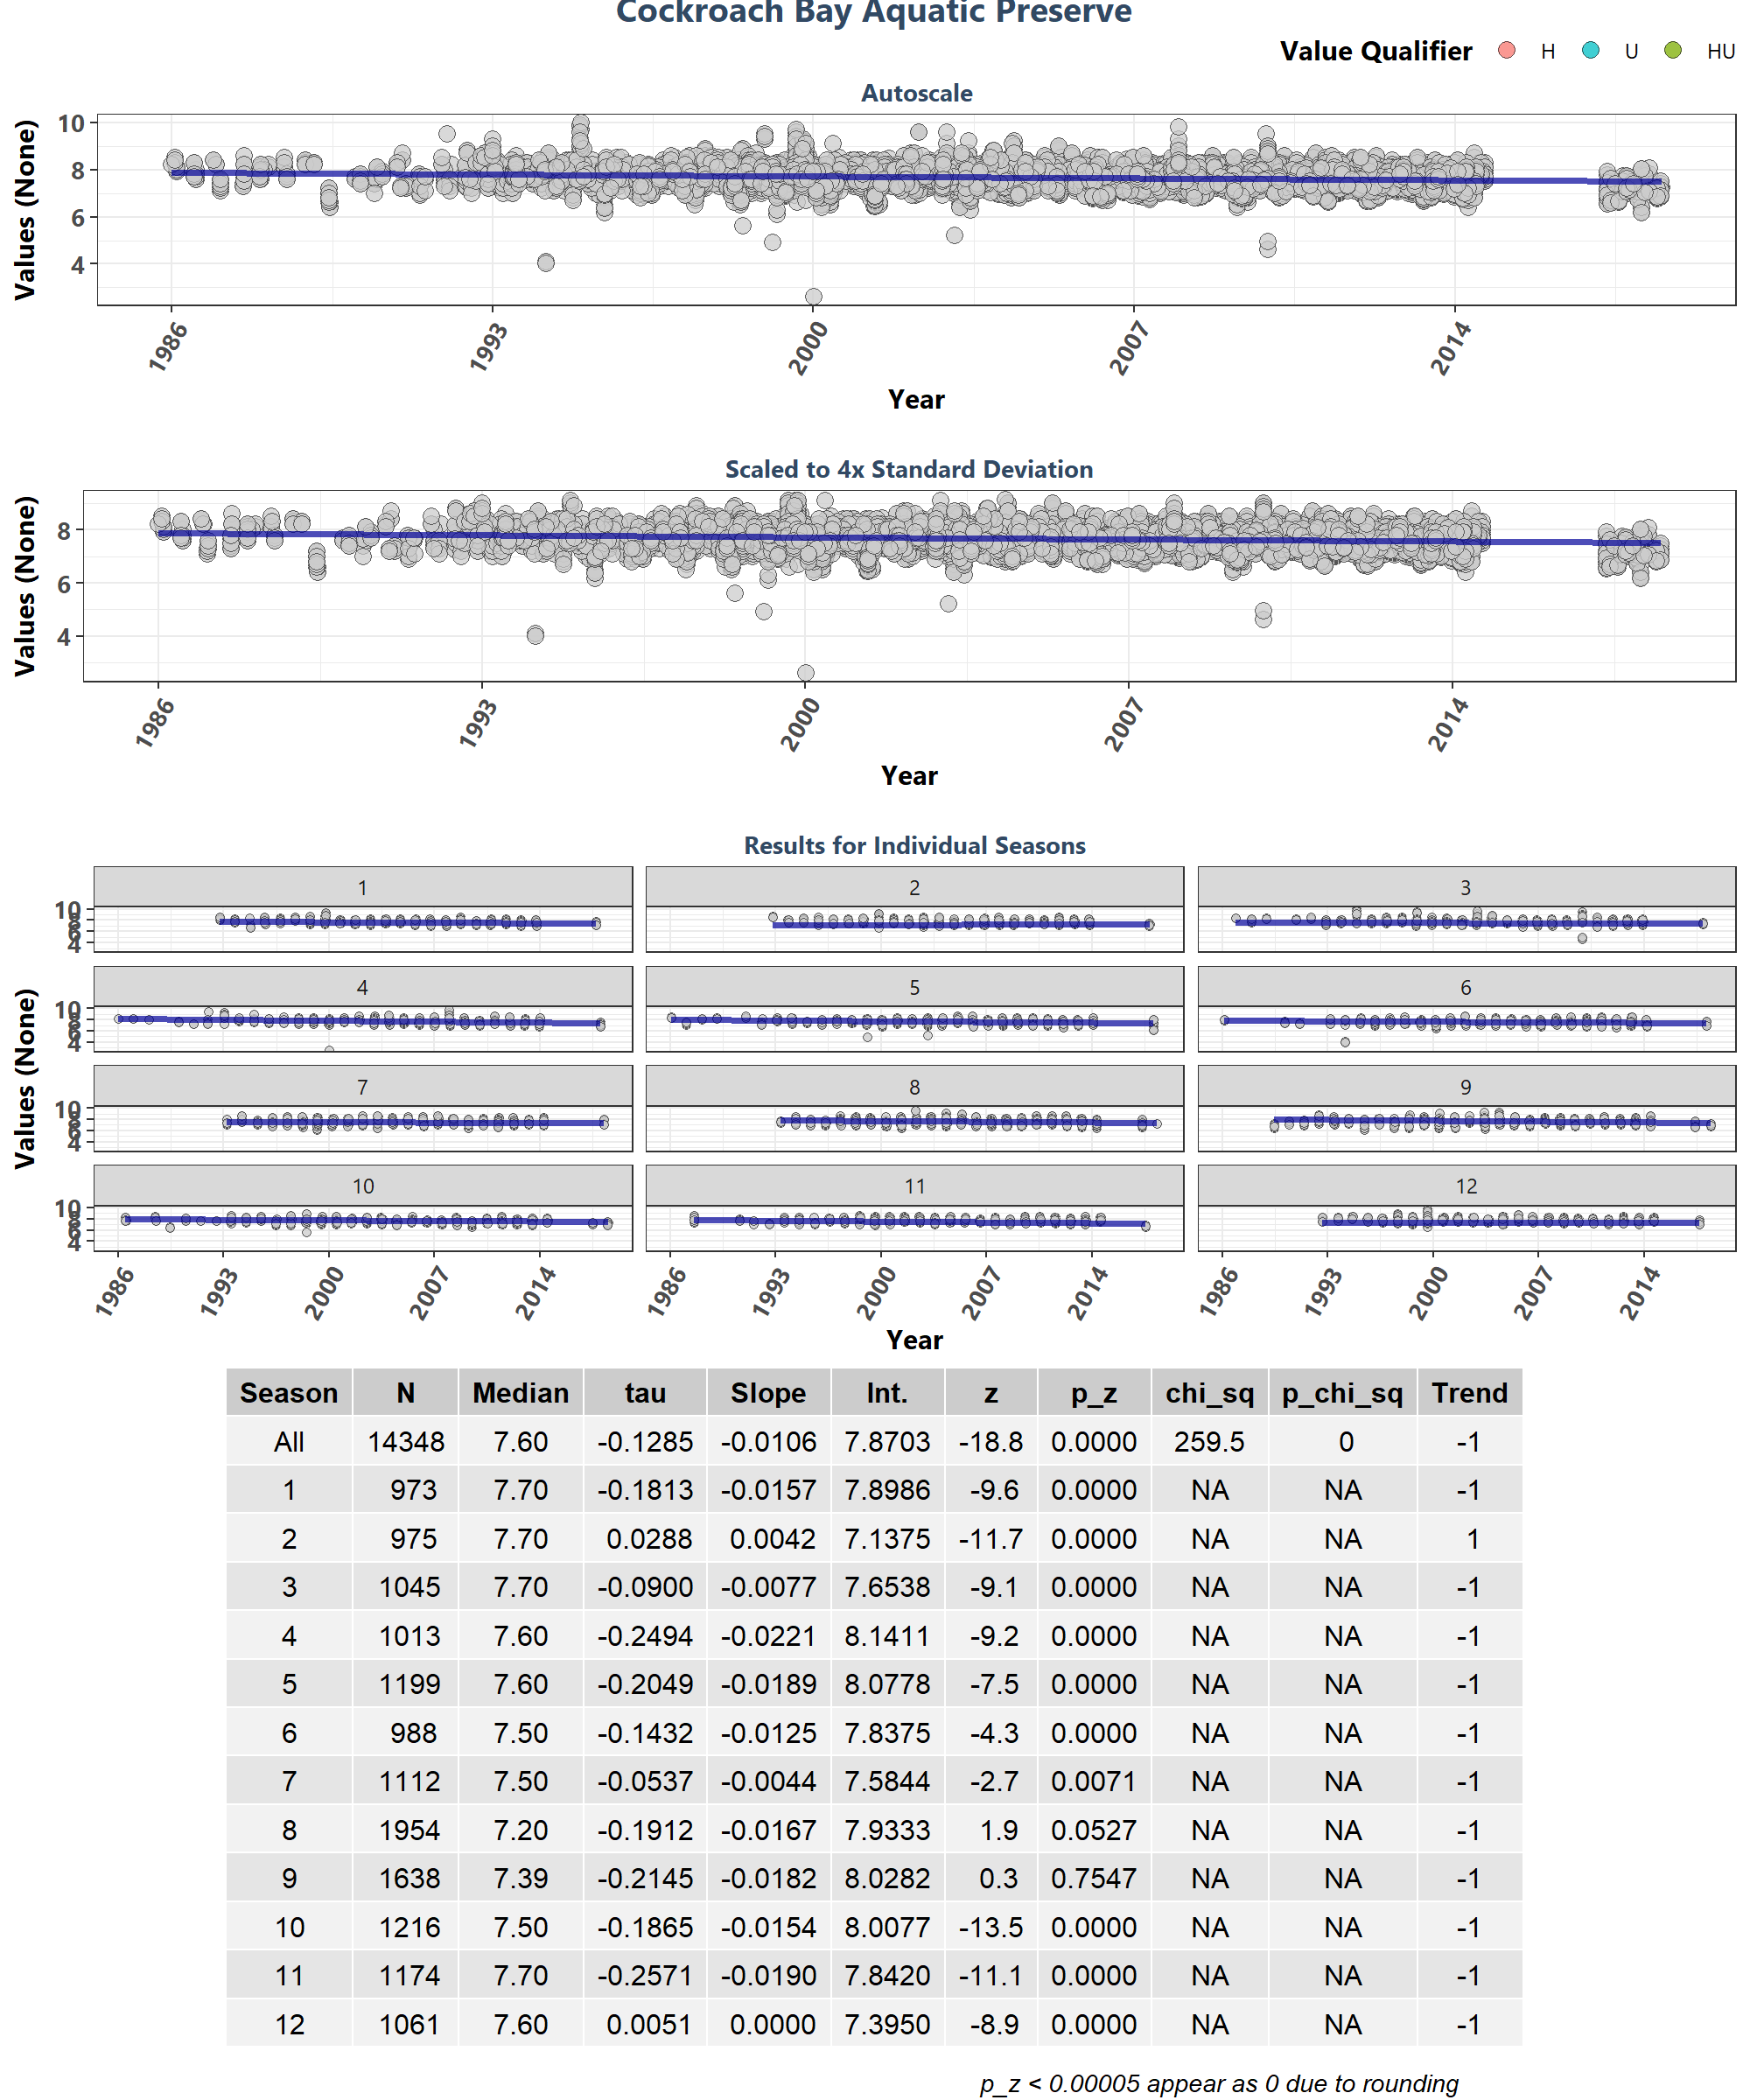 Cockroach Bay Aquatic Preserve
Value Qualifier H U HU
Autoscale
Values (None)
10
8
6
4
1986 1993 2000 2007 2014
Year
Scaled to 4x Standard Deviation
Values (None)
8
6
4
1986 1993 2000 2007 2014
Year
Results for Individual Seasons
Values (None)
1 2 3
10
8
6
4
4 5 6
10
8
6
4
7 8 9
10
8
6
4
10 11 12
10
8
6
4
1986 1993 2000 2007 2014 1986 1993 2000 2007 2014 1986 1993 2000 2007 2014
Year
Season N Median tau Slope Int. z p_z chi_sq p_chi_sq Trend
All 14348 7.60 -0.1285 -0.0106 7.8703 -18.8 0.0000 259.5 0 -1
1 973 7.70 -0.1813 -0.0157 7.8986 -9.6 0.0000 NA NA -1
2 975 7.70 0.0288 0.0042 7.1375 -11.7 0.0000 NA NA 1
3 1045 7.70 -0.0900 -0.0077 7.6538 -9.1 0.0000 NA NA -1
4 1013 7.60 -0.2494 -0.0221 8.1411 -9.2 0.0000 NA NA -1
5 1199 7.60 -0.2049 -0.0189 8.0778 -7.5 0.0000 NA NA -1
6 988 7.50 -0.1432 -0.0125 7.8375 -4.3 0.0000 NA NA -1
7 1112 7.50 -0.0537 -0.0044 7.5844 -2.7 0.0071 NA NA -1
8 1954 7.20 -0.1912 -0.0167 7.9333 1.9 0.0527 NA NA -1
9 1638 7.39 -0.2145 -0.0182 8.0282 0.3 0.7547 NA NA -1
10 1216 7.50 -0.1865 -0.0154 8.0077 -13.5 0.0000 NA NA -1
11 1174 7.70 -0.2571 -0.0190 7.8420 -11.1 0.0000 NA NA -1
12 1061 7.60 0.0051 0.0000 7.3950 -8.9 0.0000 NA NA -1
p_z < 0.00005 appear as 0 due to rounding